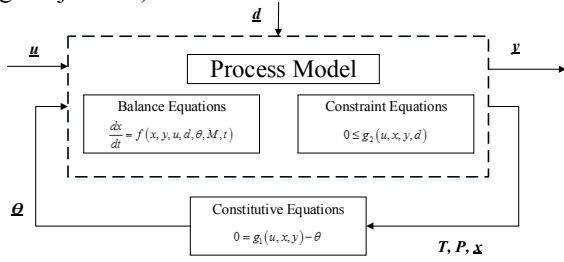 d
u
y
Process Model
Balance Equations
Constraint Equations
dx/dt = f(x, y, u, d, θ, M, t)
0 ≤ g₂(u, x, y, d)
Constitutive Equations
0 = g₁(u, x, y) − θ
θ
T, P, x